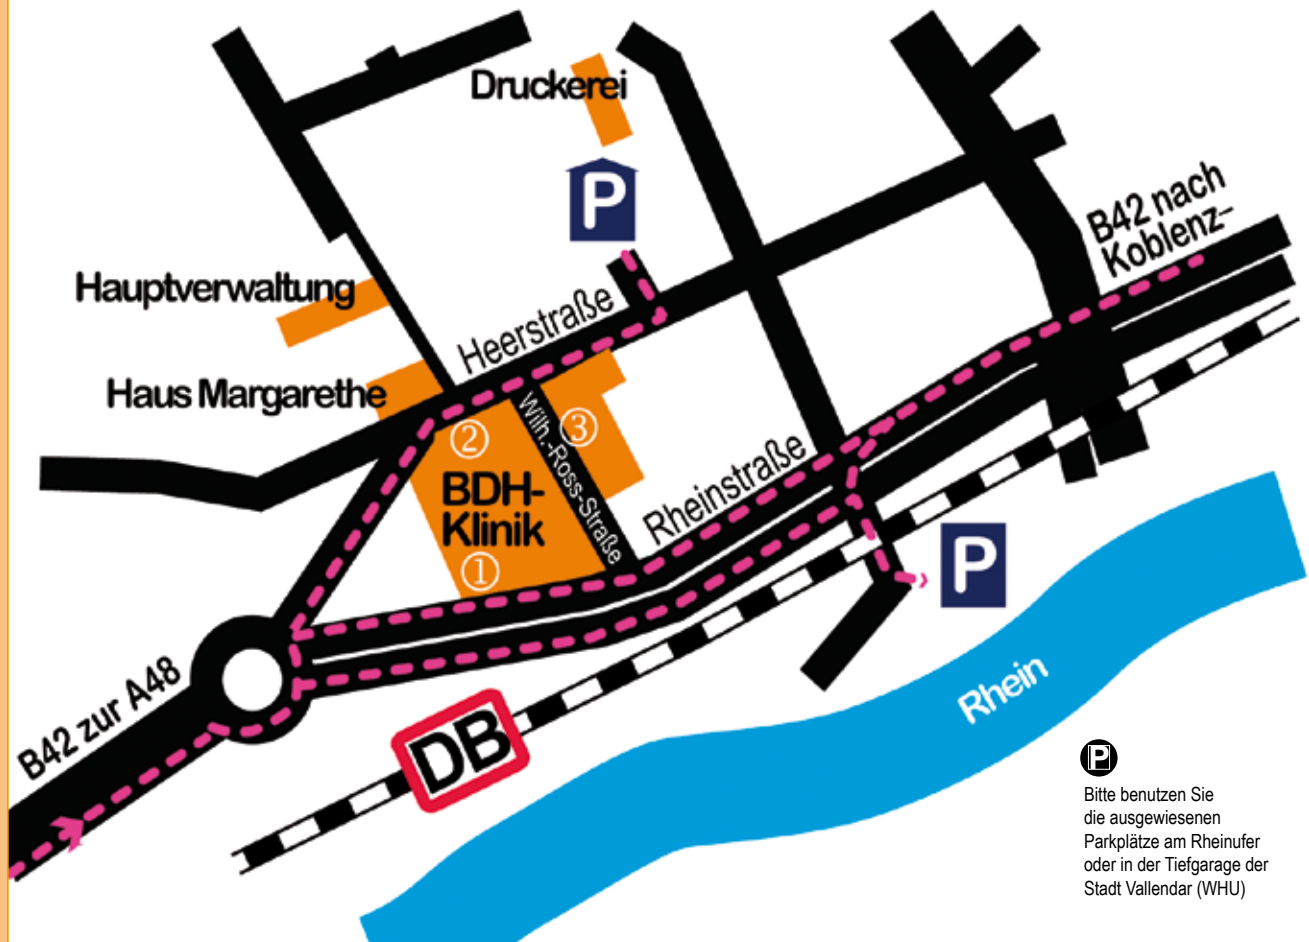 Druckerei
P
B42 nach
Koblenz–
Hauptverwaltung
Heerstraße
Haus Margarethe
②
③
Wilh.-Ross-Straße
BDH-
Klinik
Rheinstraße
①
P
B42 zur A48
DB
Rhein
P
Bitte benutzen Sie
die ausgewiesenen
Parkplätze am Rheinufer
oder in der Tiefgarage der
Stadt Vallendar (WHU)